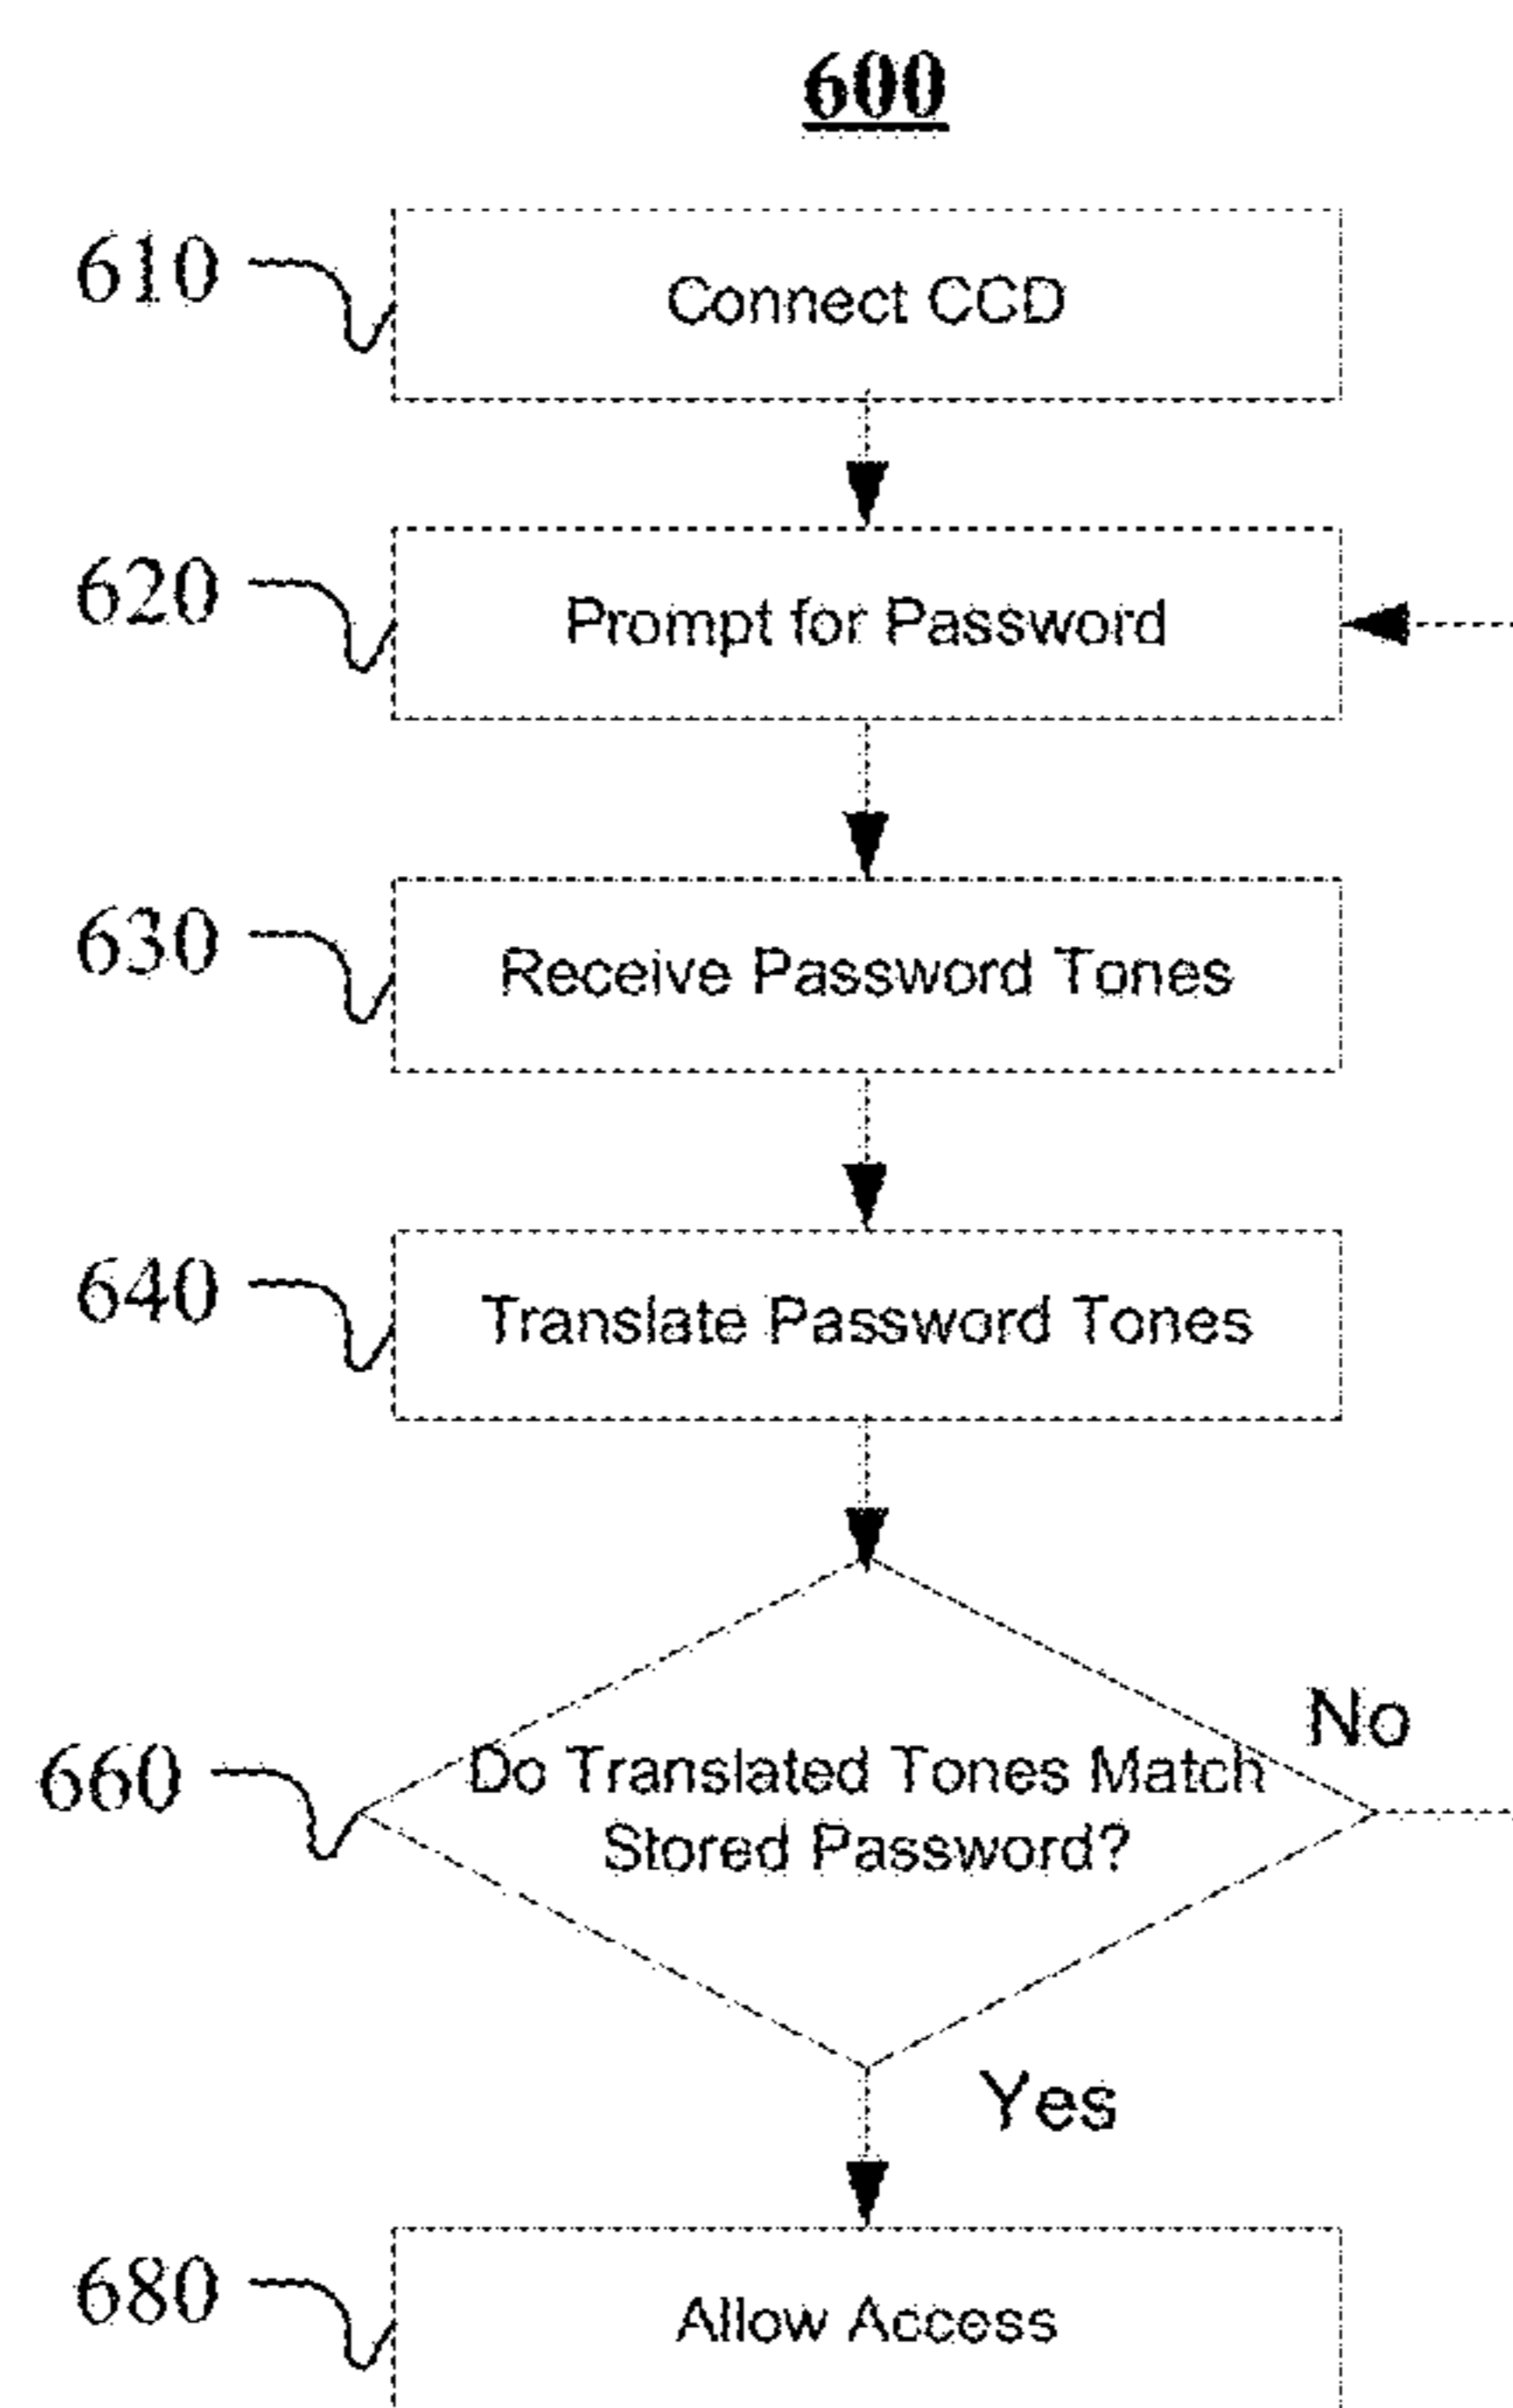 600
610
Connect CCD
620
Prompt for Password
630
Receive Password Tones
640
Translate Password Tones
660
Do Translated Tones Match
Stored Password?
No
Yes
680
Allow Access